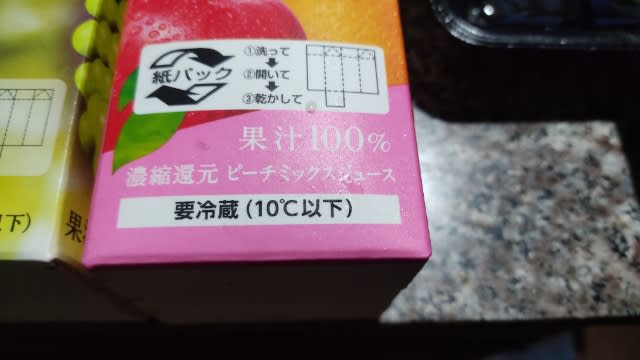 紙パック
①洗って
②開いて
③乾かして
果汁100%
濃縮還元 ピーチミックスジュース
要冷蔵(10℃以下)
下)
果